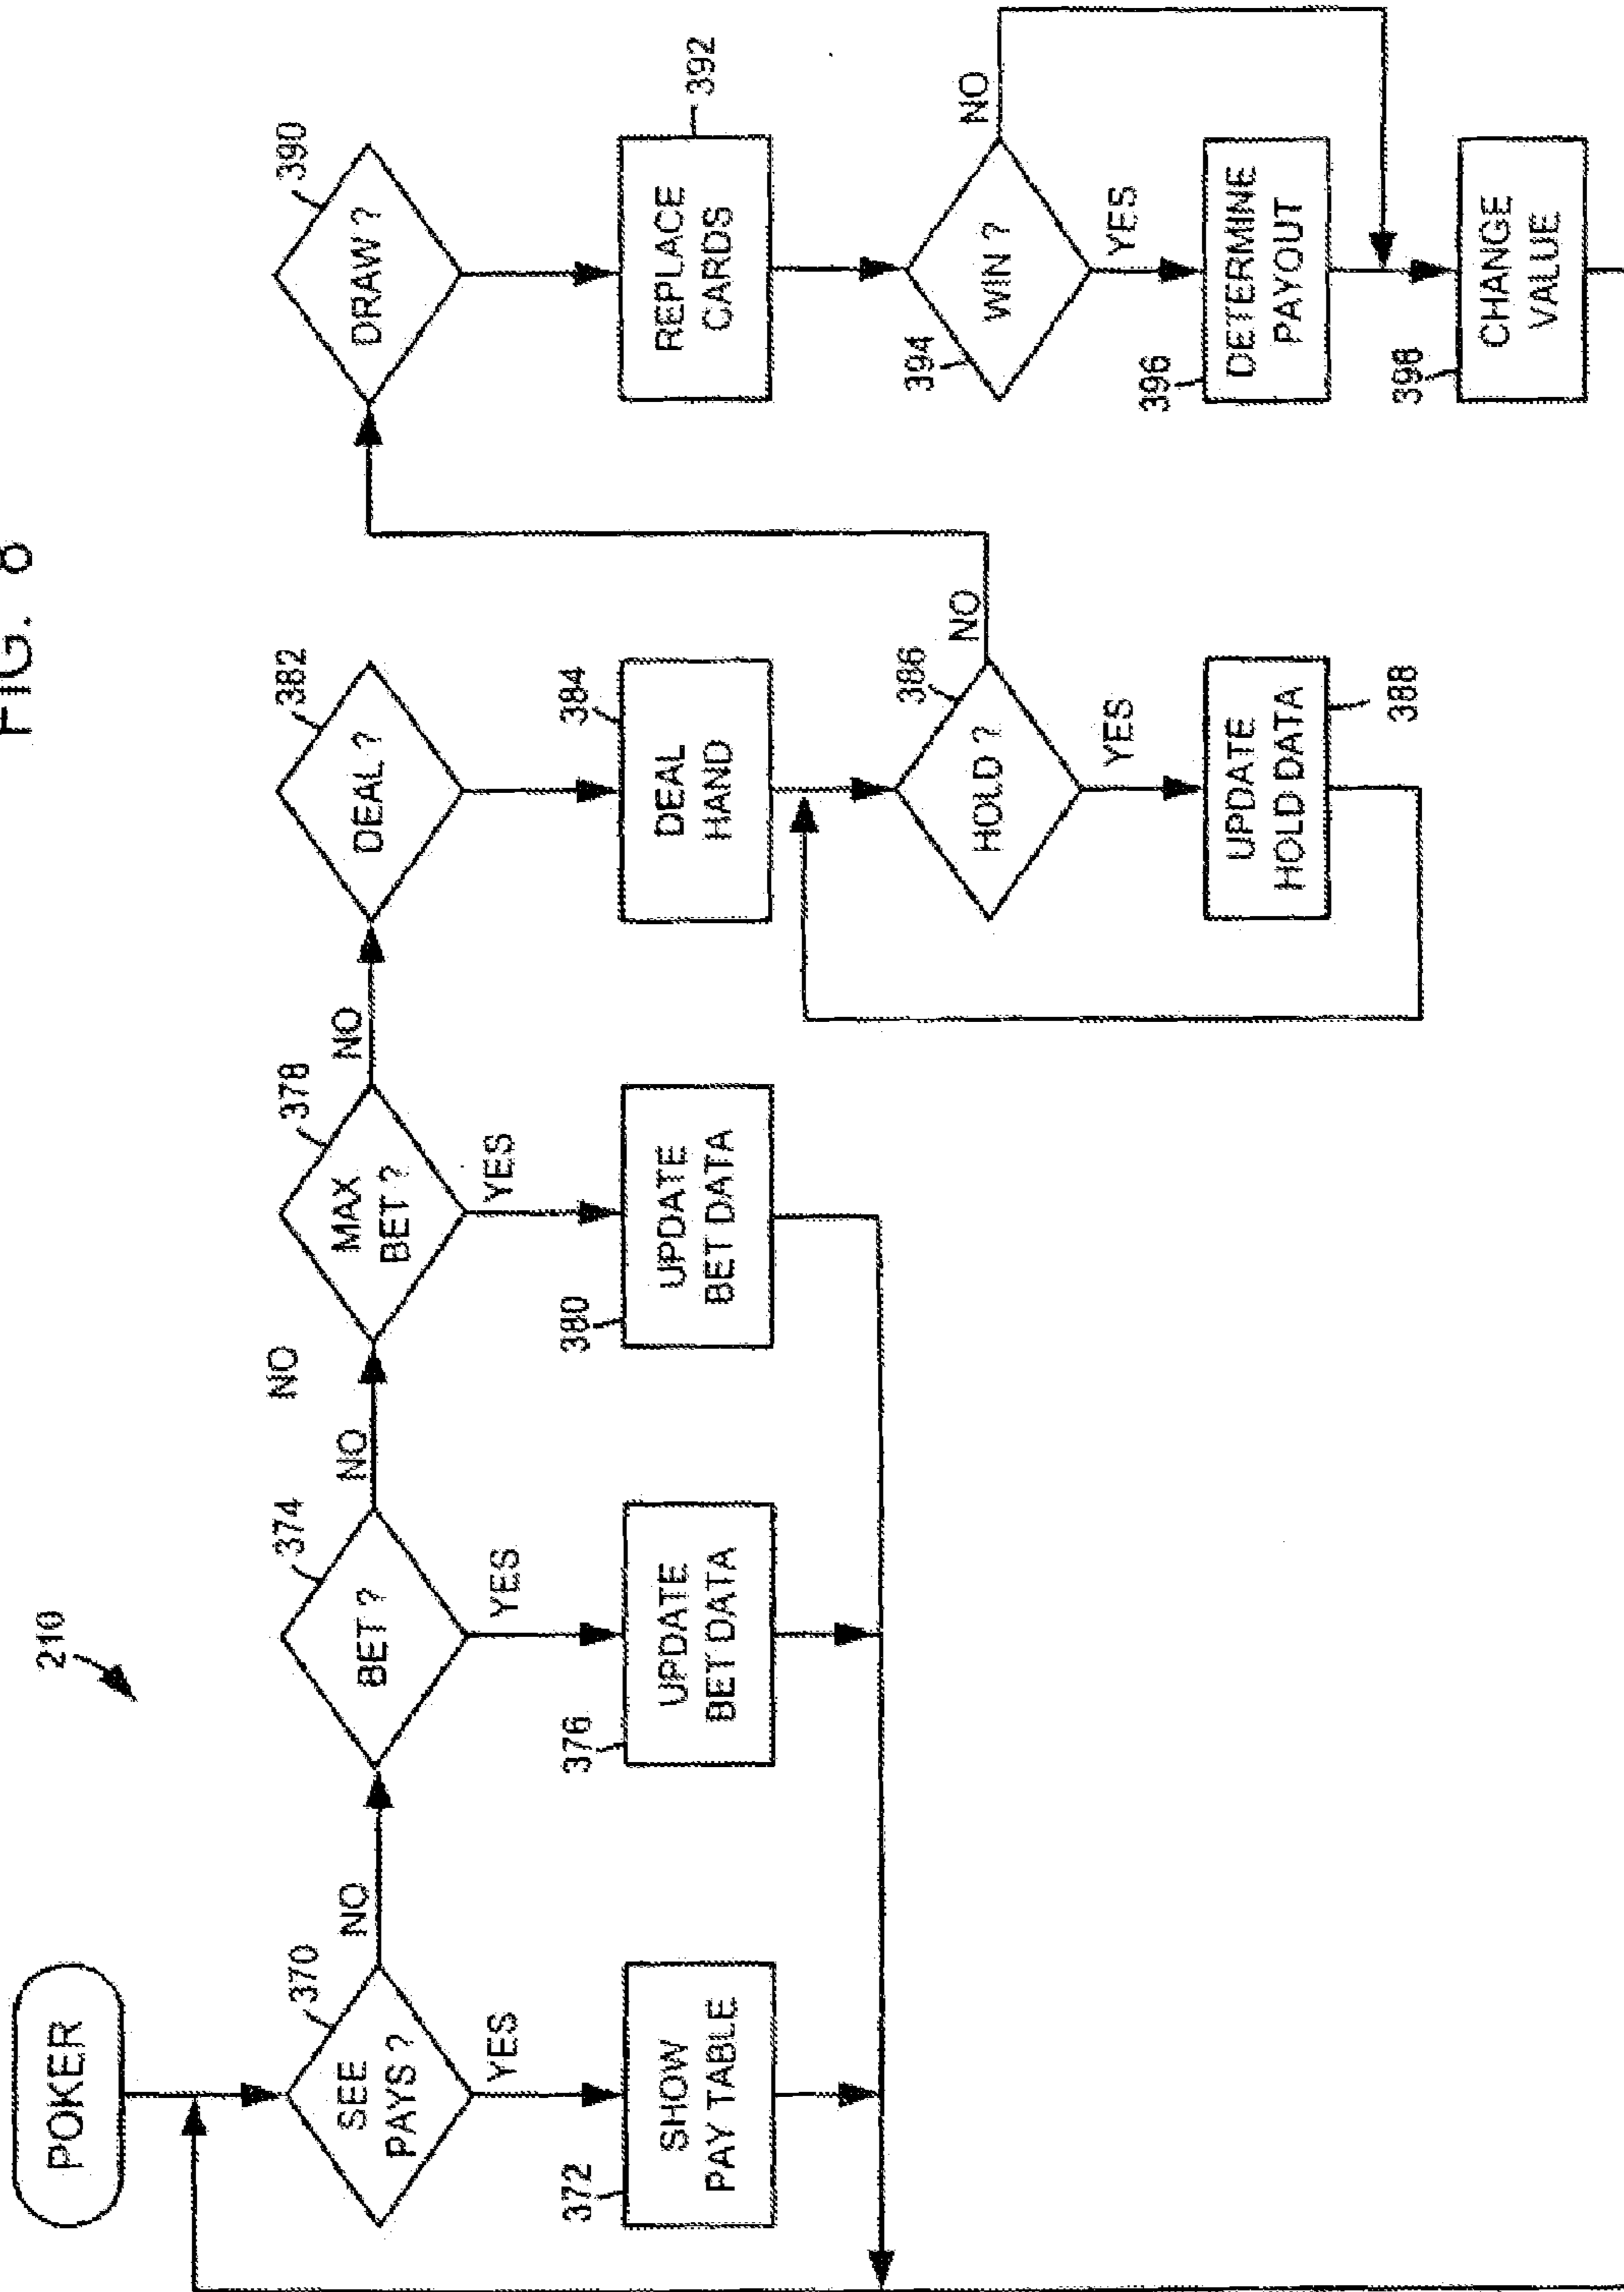 FIG. 8
210
POKER
370
SEE
PAYS ?
NO
YES
372
SHOW
PAY TABLE
374
BET ?
NO
YES
376
UPDATE
BET DATA
NO
378
MAX
BET ?
NO
YES
380
UPDATE
BET DATA
382
DEAL ?
384
DEAL
HAND
386
HOLD ?
NO
YES
UPDATE
HOLD DATA
388
390
DRAW ?
REPLACE
CARDS
392
394
WIN ?
NO
YES
396
DETERMINE
PAYOUT
398
CHANGE
VALUE